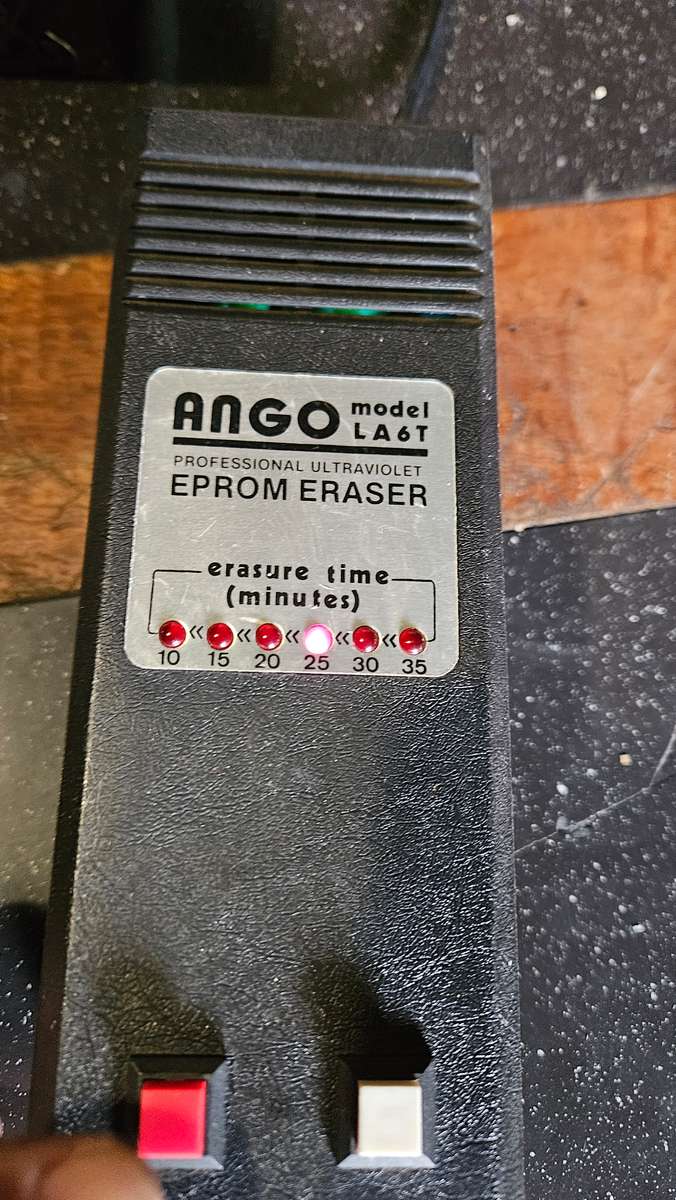 ANGO model
LA6T
PROFESSIONAL ULTRAVIOLET
EPROM ERASER
erasure time
(minutes)
« « « « «
10 15 20 25 30 35